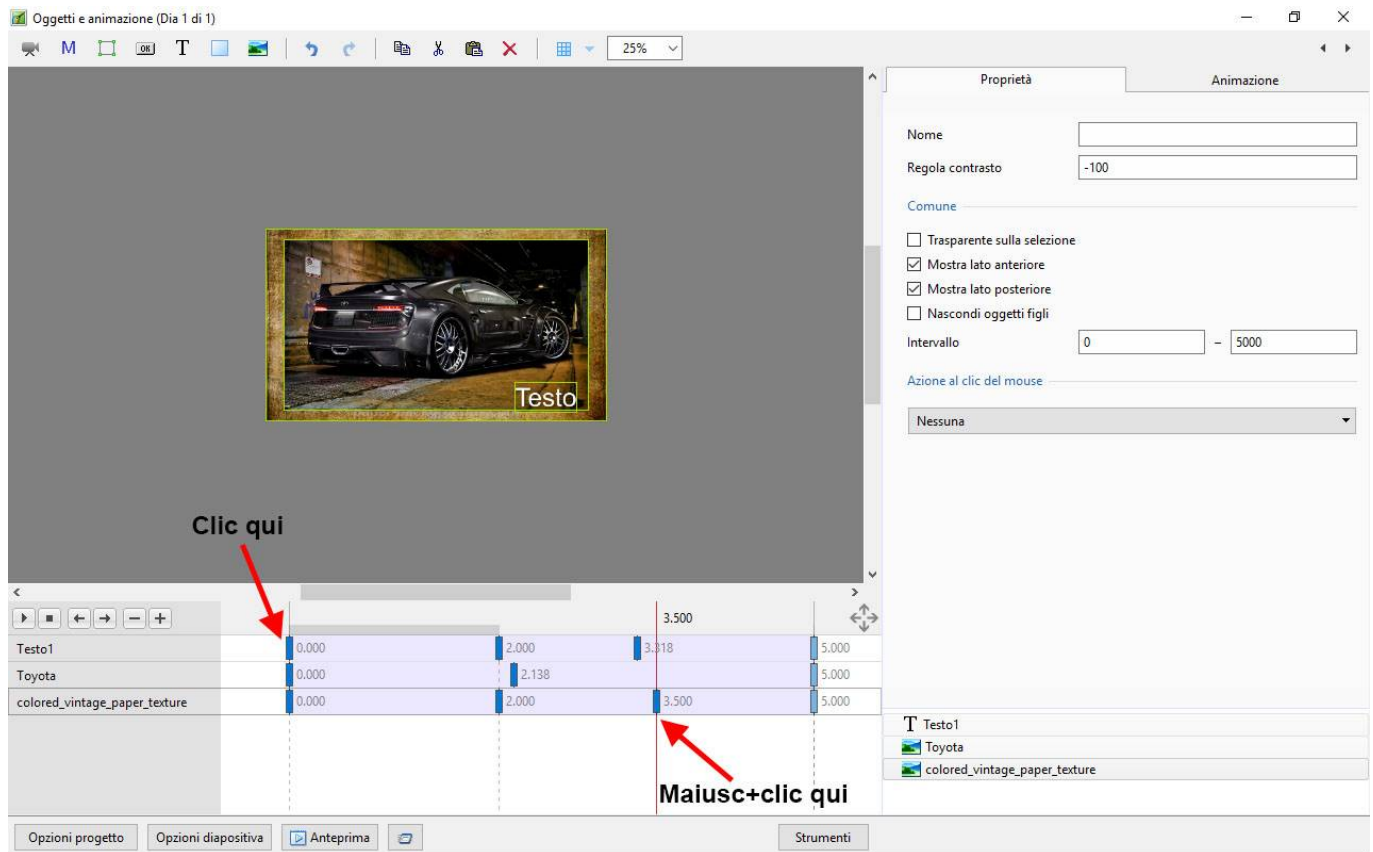 Oggetti e animazione (Dia 1 di 1)
M OK T 25%
Proprietà Animazione
Nome
Regola contrasto -100
Comune
Trasparente sulla selezione
Mostra lato anteriore
Mostra lato posteriore
Nascondi oggetti figli
Intervallo 0 – 5000
Azione al clic del mouse
Nessuna
Testo
Clic qui
3.500
Testo1 0.000 2.000 3.318 5.000
Toyota 0.000 2.138 5.000
colored_vintage_paper_texture 0.000 2.000 3.500 5.000
Maiusc+clic qui
T Testo1
Toyota
colored_vintage_paper_texture
Opzioni progetto Opzioni diapositiva Anteprima Strumenti